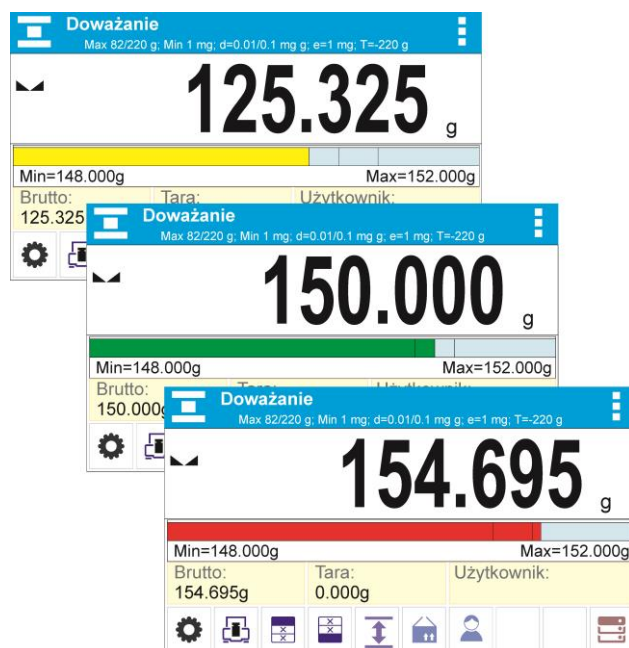 Doważanie
Max 82/220 g; Min 1 mg; d=0.01/0.1 mg g; e=1 mg; T=-220 g
125.325 g
Min=148.000g Max=152.000g
Brutto: Tara: Użytkownik:
125.325
Doważanie
Max 82/220 g; Min 1 mg; d=0.01/0.1 mg g; e=1 mg; T=-220 g
150.000 g
Min=148.000g Max=152.000g
Brutto:
150.000g
Doważanie
Max 82/220 g; Min 1 mg; d=0.01/0.1 mg g; e=1 mg; T=-220 g
154.695 g
Min=148.000g Max=152.000g
Brutto: Tara: Użytkownik:
154.695g 0.000g